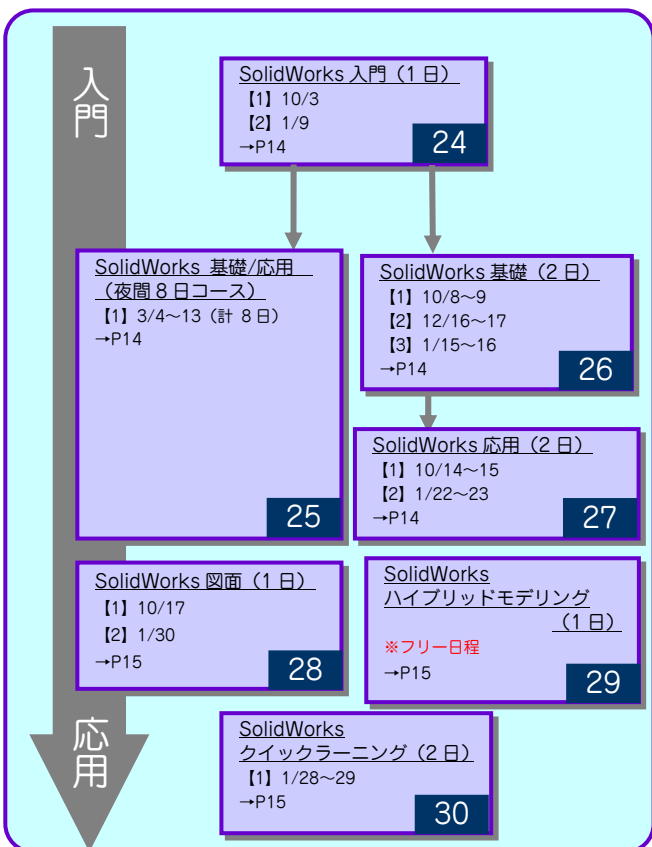 入門
SolidWorks 入門（1 日）
【1】10/3
【2】1/9
→P14
24
SolidWorks 基礎/応用
（夜間 8 日コース）
【1】3/4～13（計 8 日）
→P14
25
SolidWorks 基礎（2 日）
【1】10/8～9
【2】12/16～17
【3】1/15～16
→P14
26
SolidWorks 応用（2 日）
【1】10/14～15
【2】1/22～23
→P14
27
SolidWorks 図面（1 日）
【1】10/17
【2】1/30
→P15
28
SolidWorks
ハイブリッドモデリング
（1 日）
※フリー日程
→P15
29
応用
SolidWorks
クイックラーニング（2 日）
【1】1/28～29
→P15
30